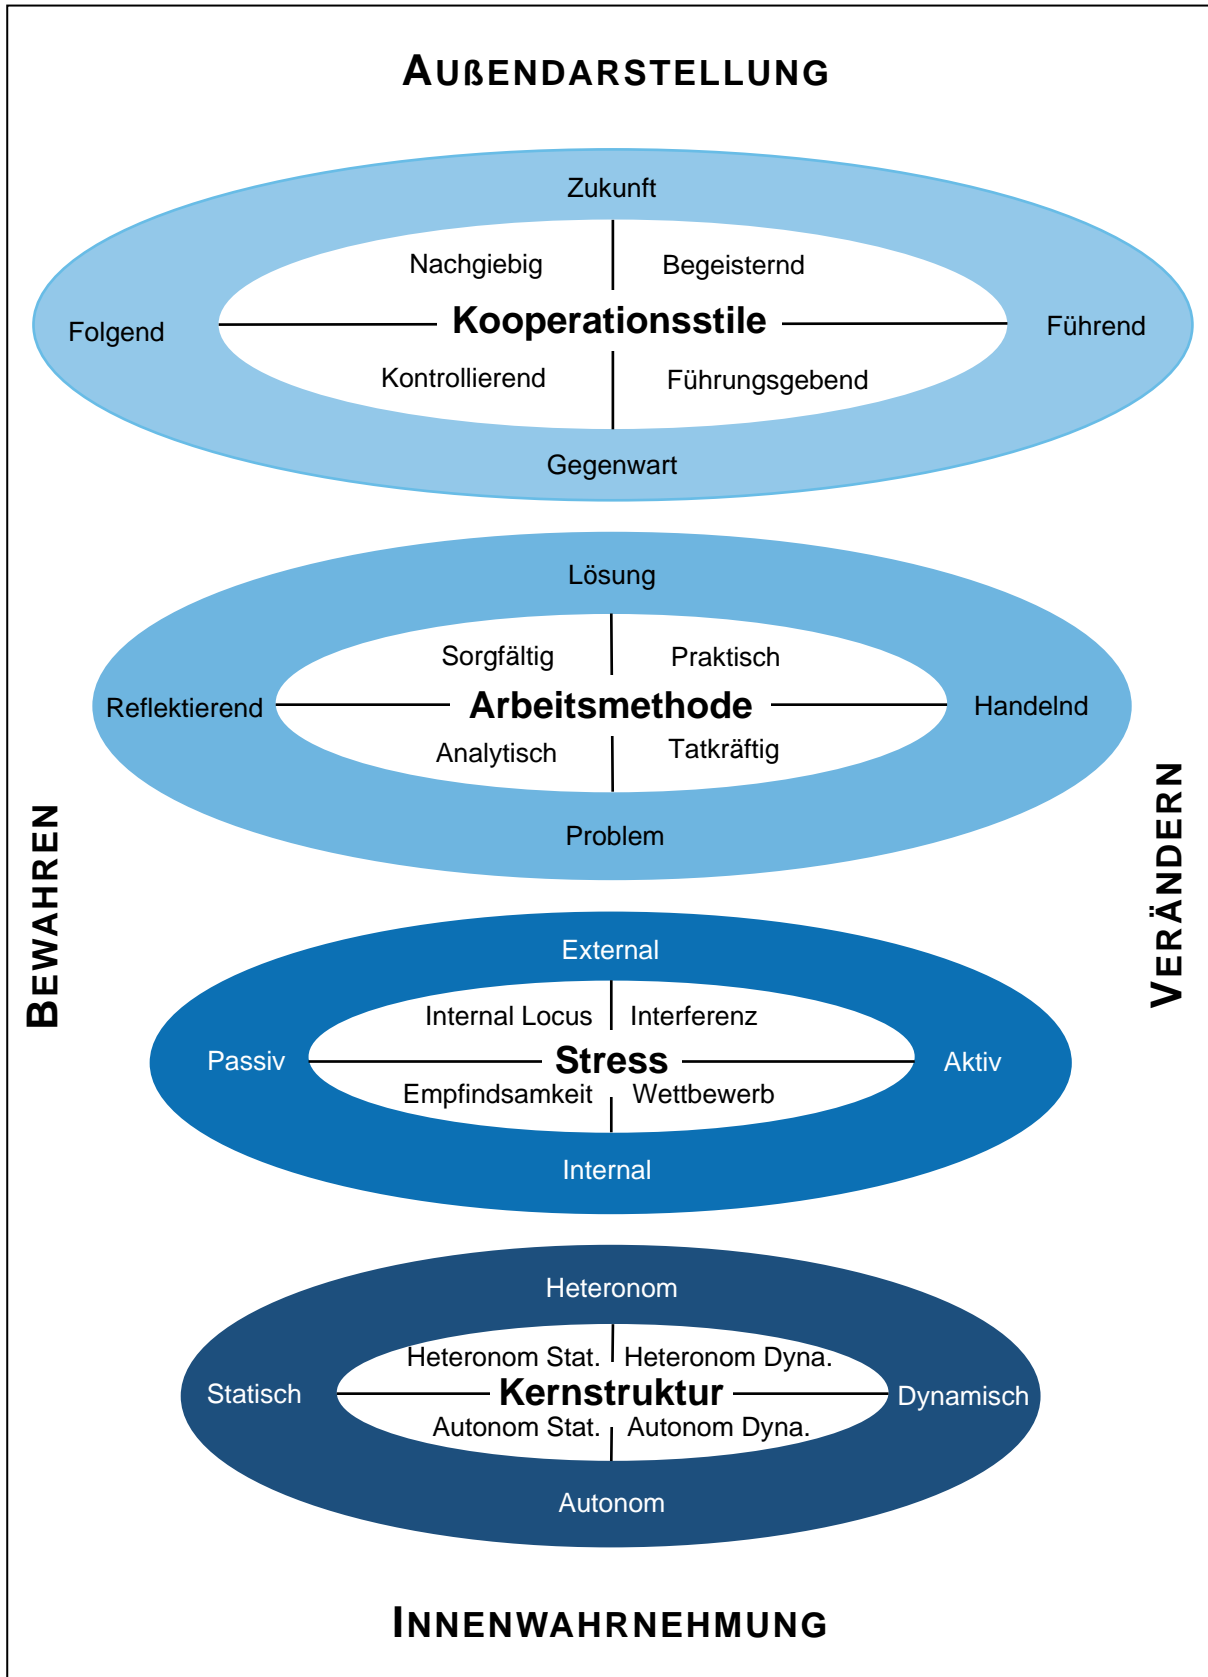 AUßENDARSTELLUNG
Zukunft
Nachgiebig
Begeisternd
Folgend
Kooperationsstile
Führend
Kontrollierend
Führungsgebend
Gegenwart
Lösung
Sorgfältig
Praktisch
Reflektierend
Arbeitsmethode
Handelnd
Analytisch
Tatkräftig
Problem
BEWAHREN
VERÄNDERN
External
Internal Locus
Interferenz
Passiv
Stress
Aktiv
Empfindsamkeit
Wettbewerb
Internal
Heteronom
Heteronom Stat.
Heteronom Dyna.
Statisch
Kernstruktur
Dynamisch
Autonom Stat.
Autonom Dyna.
Autonom
INNENWAHRNEHMUNG